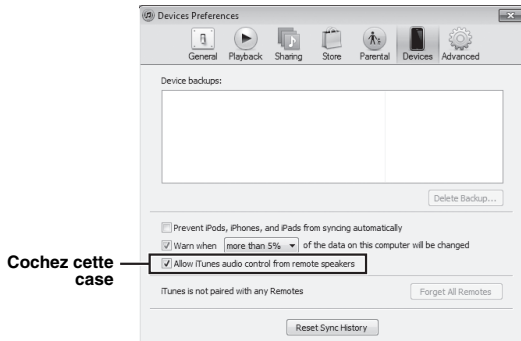 Devices Preferences
General Playback Sharing Store Parental Devices Advanced
Device backups:
Delete Backup...
Prevent iPods, iPhones, and iPads from syncing automatically
Warn when more than 5% of the data on this computer will be changed
Cochez cette
case
Allow iTunes audio control from remote speakers
iTunes is not paired with any Remotes Forget All Remotes
Reset Sync History